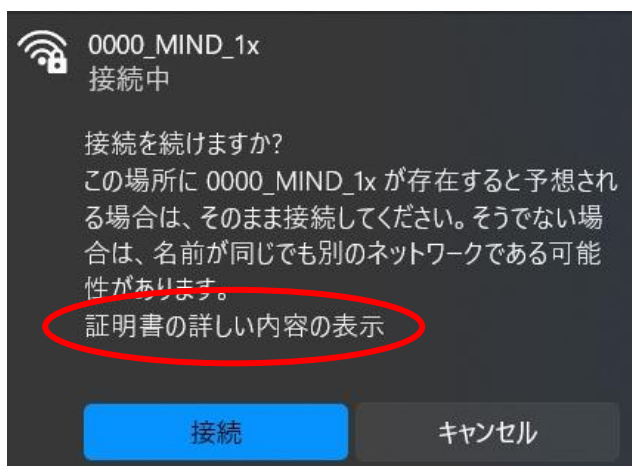 0000_MIND_1x
接続中
接続を続けますか?
この場所に 0000_MIND_1x が存在すると予想され
る場合は、そのまま接続してください。そうでない場
合は、名前が同じでも別のネットワークである可能
性があります。
証明書の詳しい内容の表示
接続
キャンセル